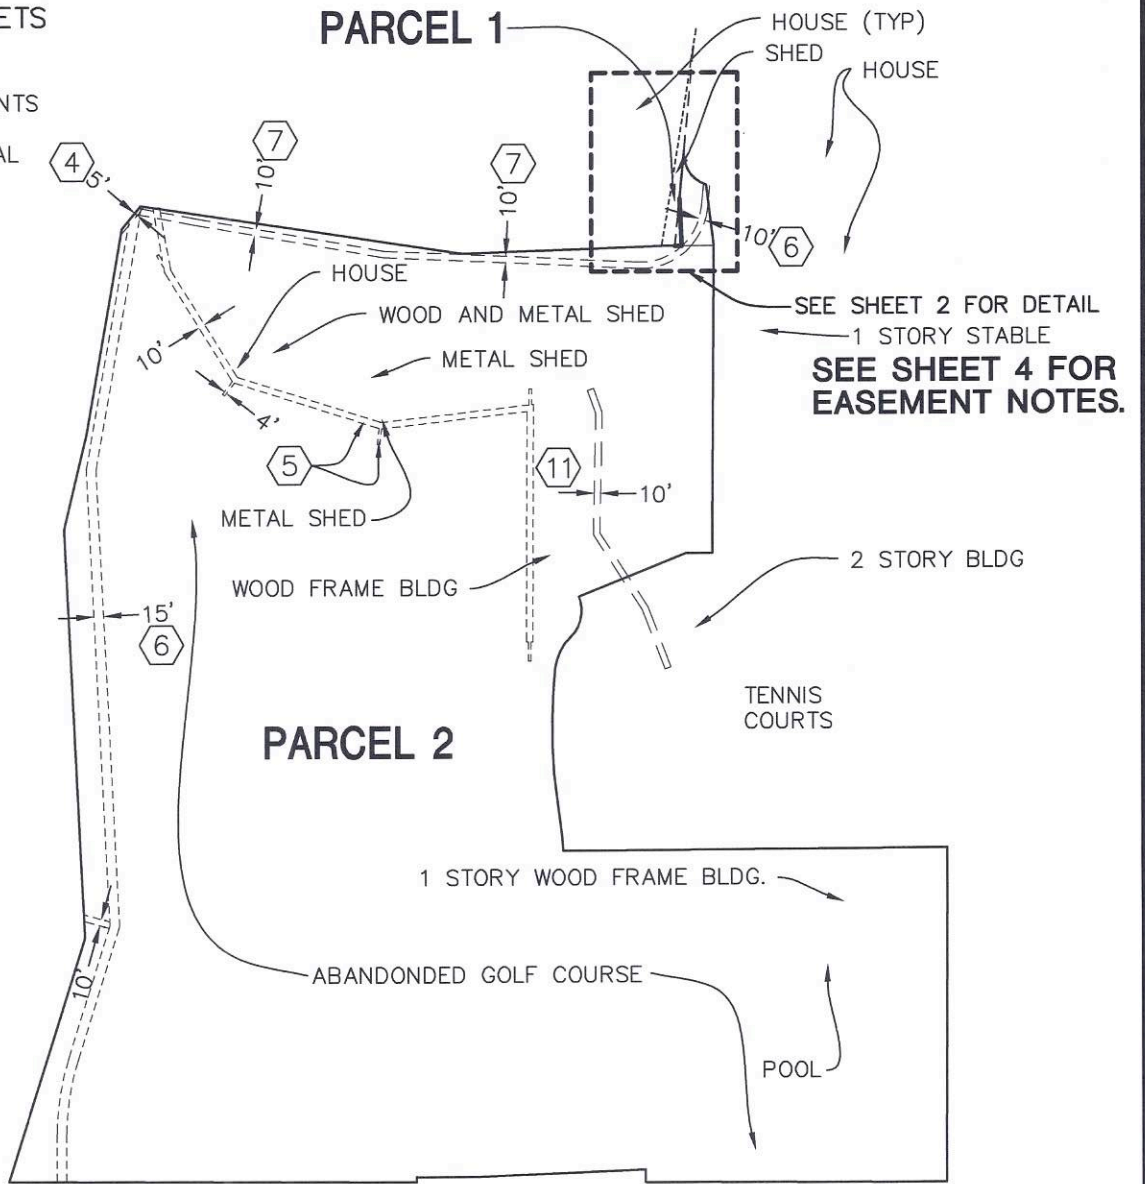 ETS
PARCEL 1
HOUSE (TYP)
SHED
HOUSE
NTS
AL
4
5'
7
10'
7
10'
10'
6
HOUSE
SEE SHEET 2 FOR DETAIL
WOOD AND METAL SHED
1 STORY STABLE
10'
METAL SHED
SEE SHEET 4 FOR
EASEMENT NOTES.
4'
5
11
10'
METAL SHED
WOOD FRAME BLDG
2 STORY BLDG
15'
6
TENNIS
COURTS
PARCEL 2
1 STORY WOOD FRAME BLDG.
10'
ABANDONDED GOLF COURSE
POOL